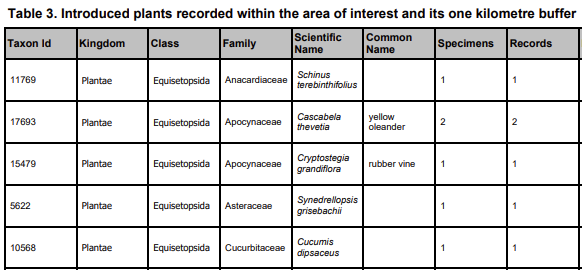 Table 3. Introduced plants recorded within the area of interest and its one kilometre buffer
Taxon Id Kingdom Class Family Scientific Name Common Name Specimens Records
11769 Plantae Equisetopsida Anacardiaceae Schinus terebinthifolius 1 1
17693 Plantae Equisetopsida Apocynaceae Cascabela thevetia yellow oleander 2 2
15479 Plantae Equisetopsida Apocynaceae Cryptostegia grandiflora rubber vine 1 1
5622 Plantae Equisetopsida Asteraceae Synedrellopsis grisebachii 1 1
10568 Plantae Equisetopsida Cucurbitaceae Cucumis dipsaceus 1 1